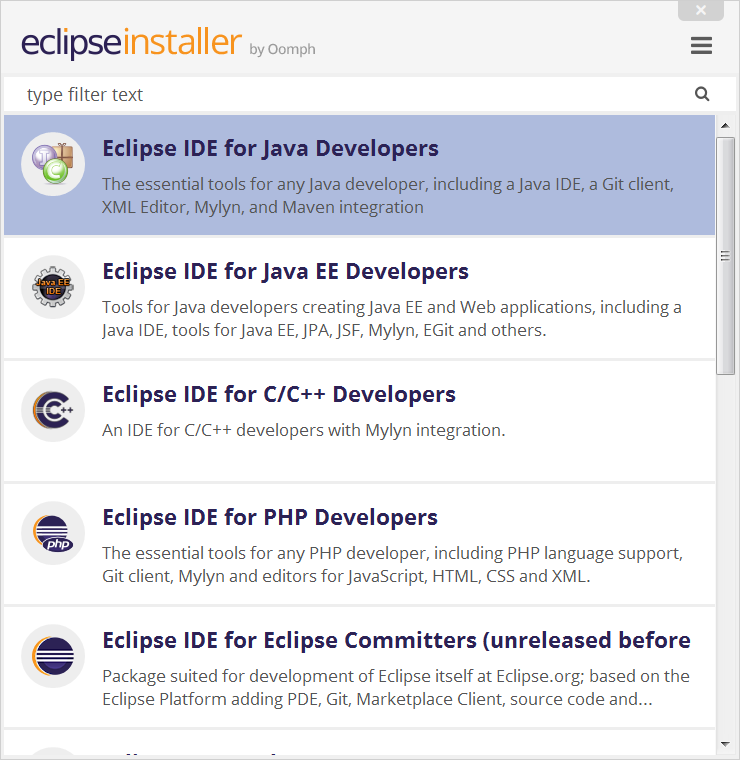 eclipse installer by Oomph
type filter text
Eclipse IDE for Java Developers
The essential tools for any Java developer, including a Java IDE, a Git client,
XML Editor, Mylyn, and Maven integration
Java EE
IDE
Eclipse IDE for Java EE Developers
Tools for Java developers creating Java EE and Web applications, including a
Java IDE, tools for Java EE, JPA, JSF, Mylyn, EGit and others.
C++
Eclipse IDE for C/C++ Developers
An IDE for C/C++ developers with Mylyn integration.
php
Eclipse IDE for PHP Developers
The essential tools for any PHP developer, including PHP language support,
Git client, Mylyn and editors for JavaScript, HTML, CSS and XML.
Eclipse IDE for Eclipse Committers (unreleased before
Package suited for development of Eclipse itself at Eclipse.org; based on the
Eclipse Platform adding PDE, Git, Marketplace Client, source code and...